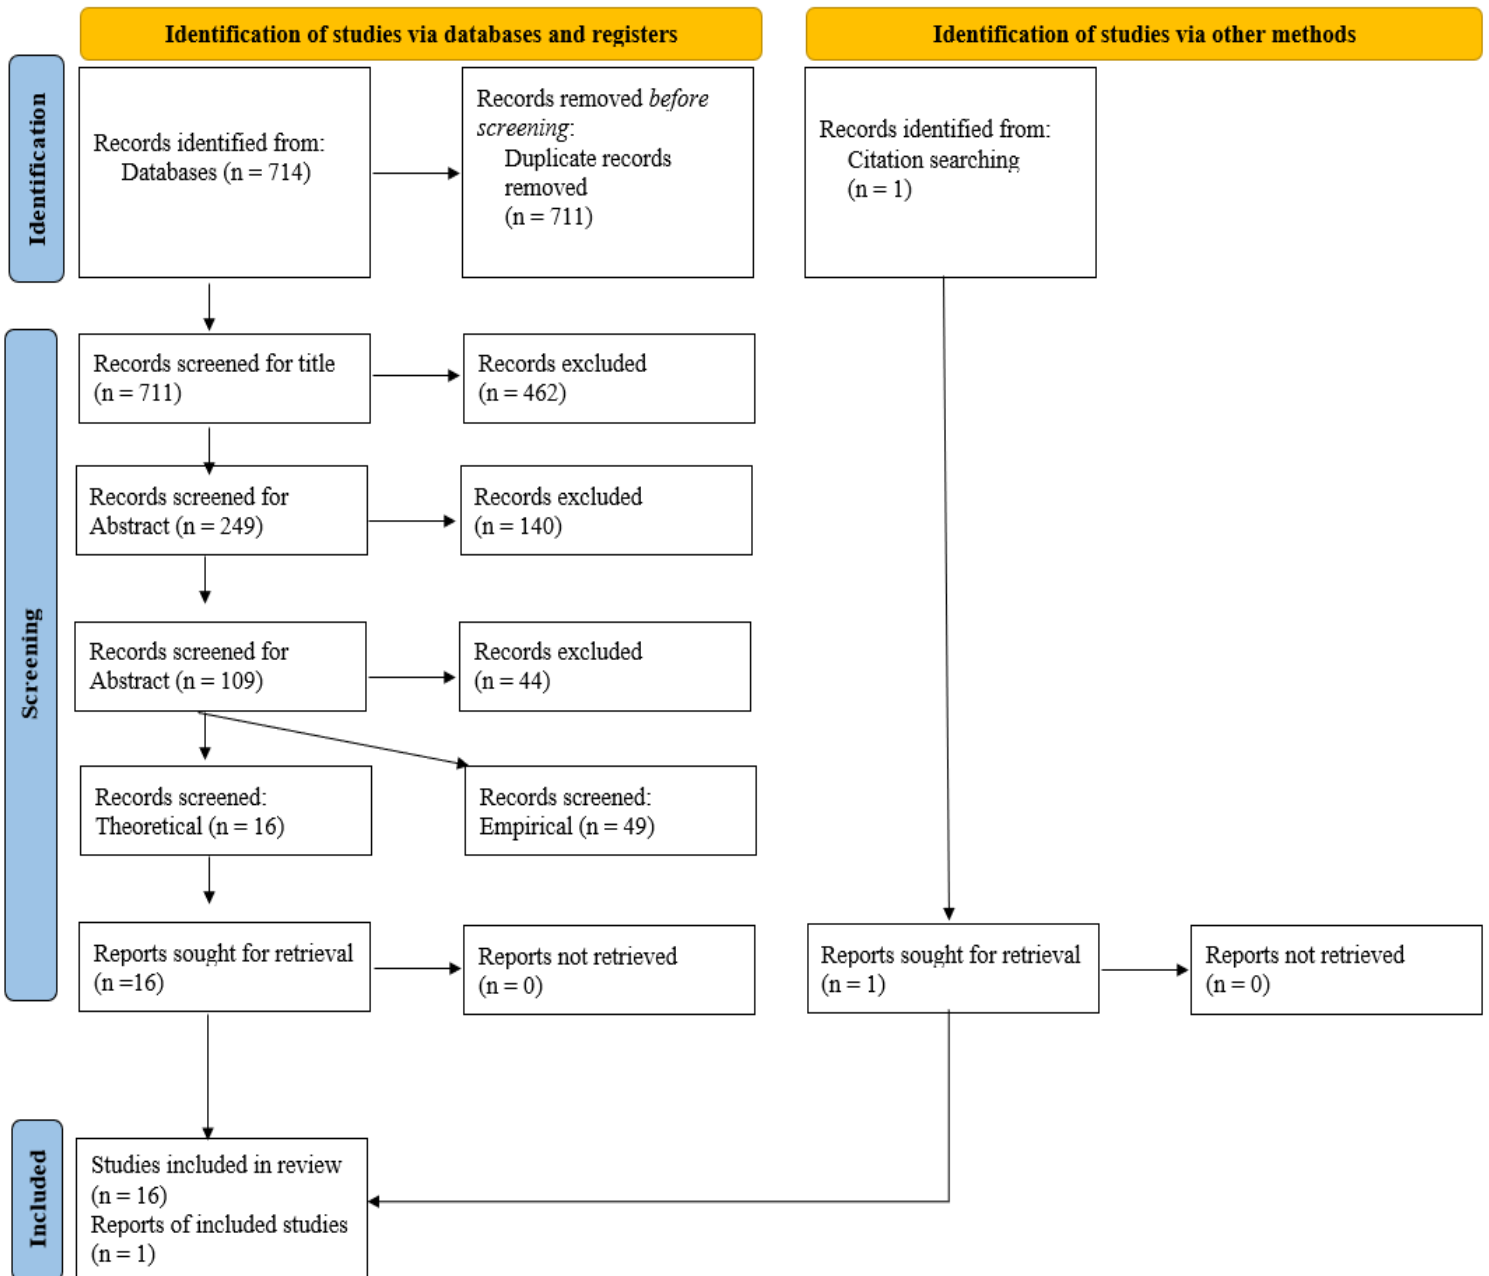 Identification of studies via databases and registers
Identification of studies via other methods
Identification
Records identified from:
Databases (n = 714)
Records removed before
screening:
Duplicate records
removed
(n = 711)
Records identified from:
Citation searching
(n = 1)
Screening
Records screened for title
(n = 711)
Records excluded
(n = 462)
Records screened for
Abstract (n = 249)
Records excluded
(n = 140)
Records screened for
Abstract (n = 109)
Records excluded
(n = 44)
Records screened:
Theoretical (n = 16)
Records screened:
Empirical (n = 49)
Reports sought for retrieval
(n =16)
Reports not retrieved
(n = 0)
Reports sought for retrieval
(n = 1)
Reports not retrieved
(n = 0)
Included
Studies included in review
(n = 16)
Reports of included studies
(n = 1)